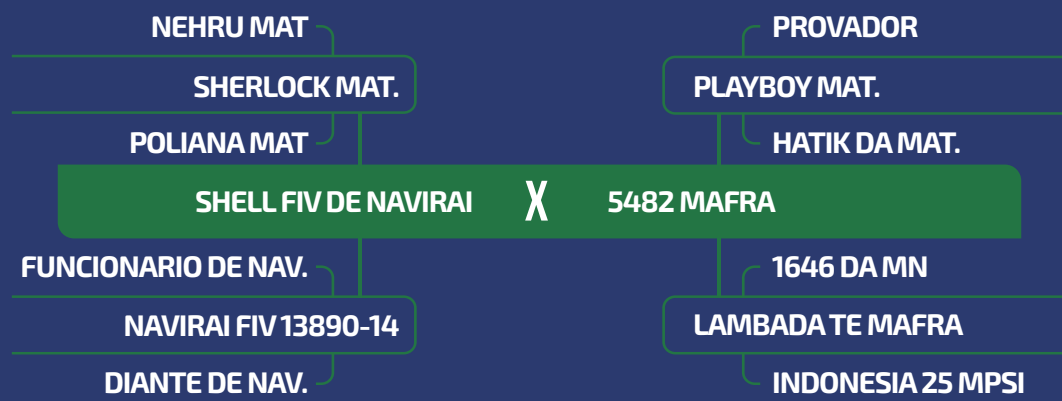 NEHRU MAT
PROVADOR
SHERLOCK MAT.
PLAYBOY MAT.
POLIANA MAT
HATIK DA MAT.
SHELL FIV DE NAVIRAI X 5482 MAFRA
FUNCIONARIO DE NAV.
1646 DA MN
NAVIRAI FIV 13890-14
LAMBADA TE MAFRA
DIANTE DE NAV.
INDONESIA 25 MPSI